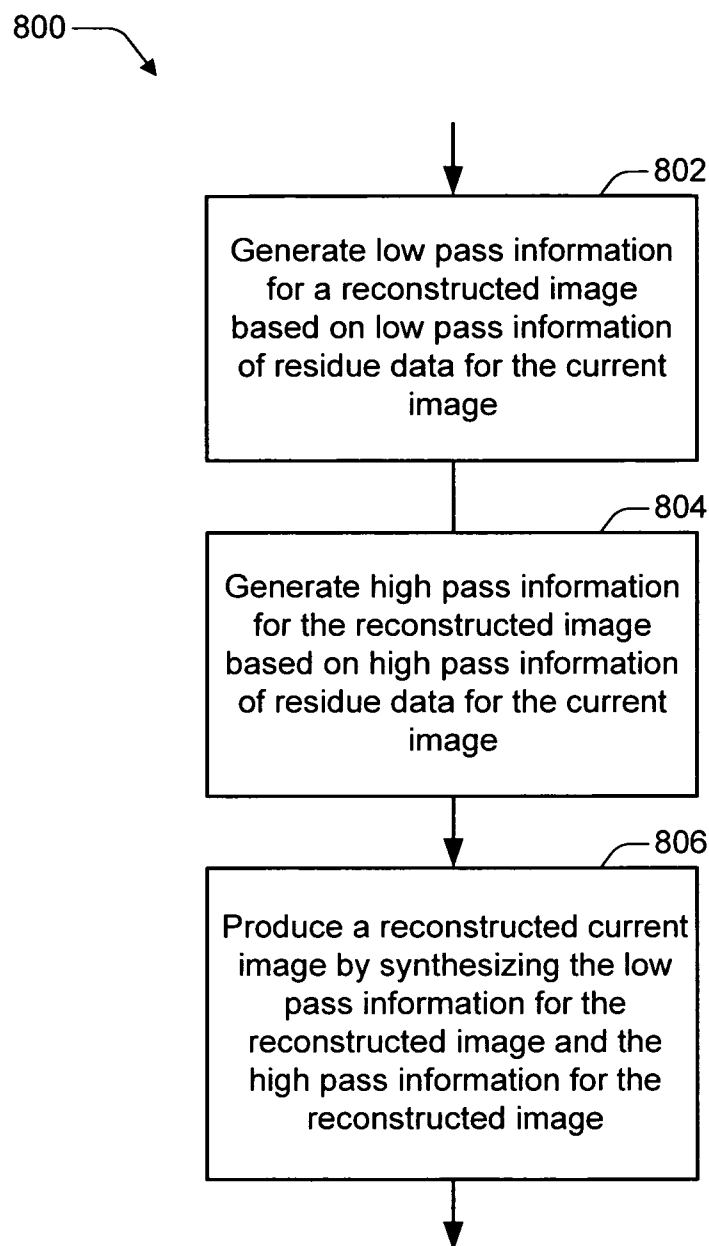 800
802
Generate low pass information
for a reconstructed image
based on low pass information
of residue data for the current
image
804
Generate high pass information
for the reconstructed image
based on high pass information
of residue data for the current
image
806
Produce a reconstructed current
image by synthesizing the low
pass information for the
reconstructed image and the
high pass information for the
reconstructed image